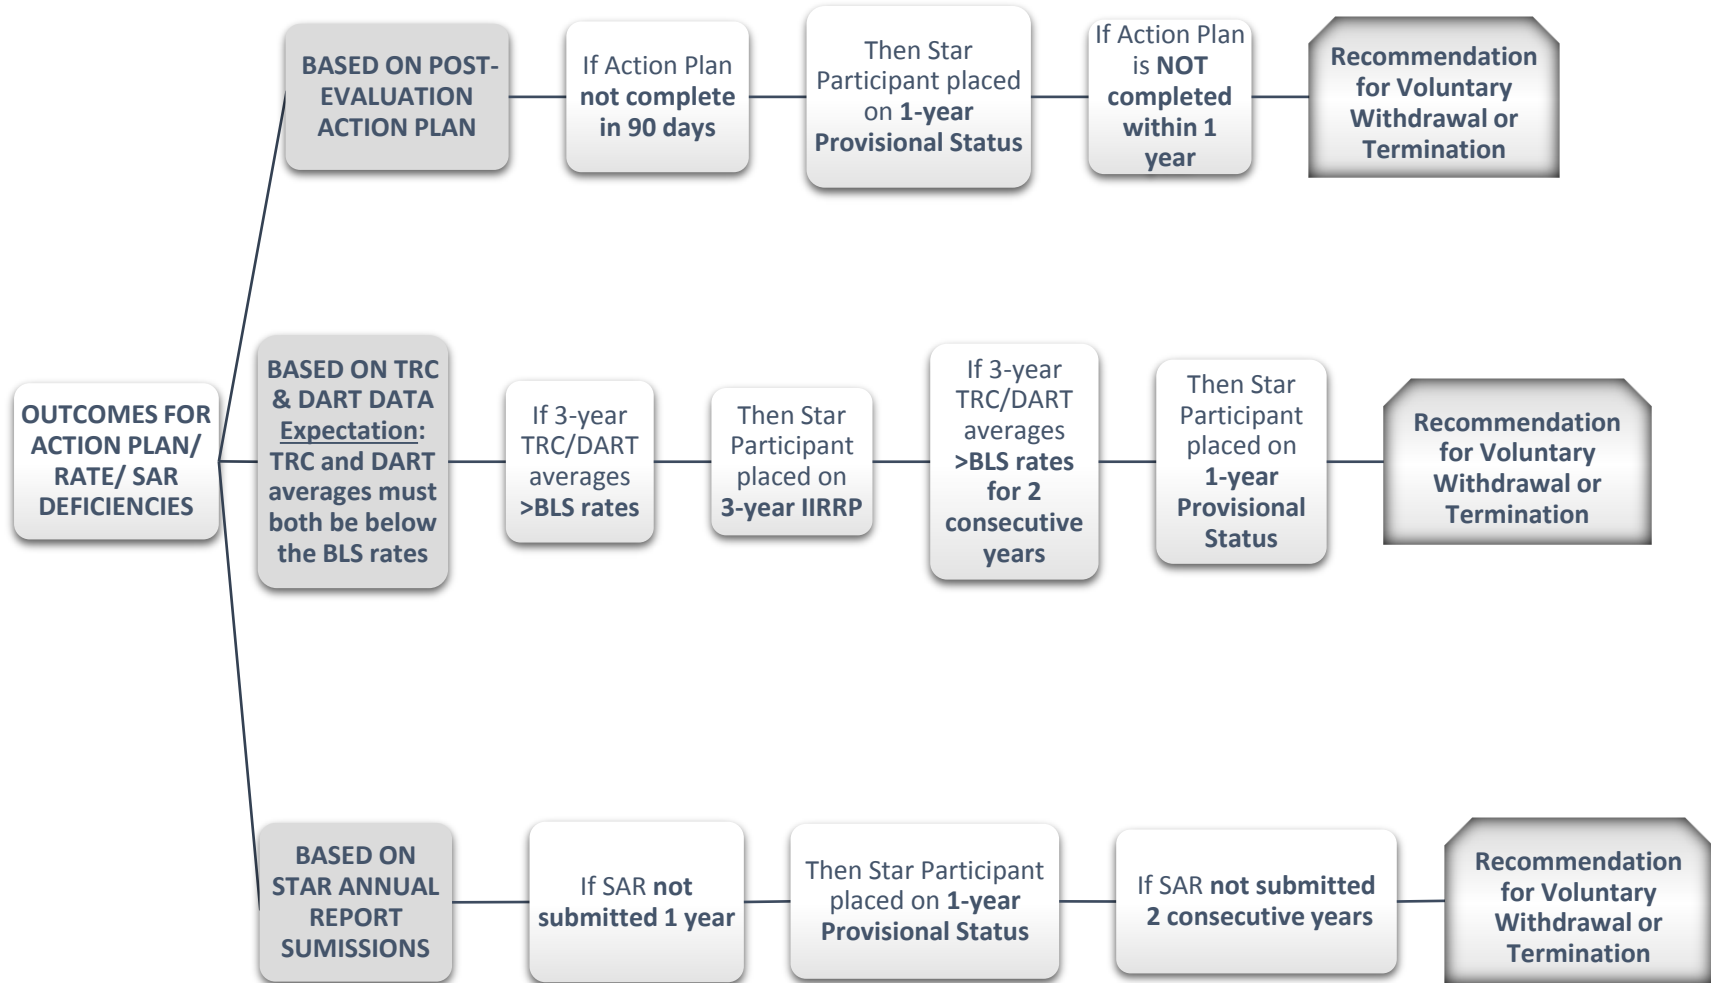 OUTCOMES FOR
ACTION PLAN/
RATE/ SAR
DEFICIENCIES
BASED ON POST-
EVALUATION
ACTION PLAN
If Action Plan
not complete
in 90 days
Then Star
Participant placed
on 1-year
Provisional Status
If Action Plan
is NOT
completed
within 1
year
Recommendation
for Voluntary
Withdrawal or
Termination
BASED ON TRC
& DART DATA
Expectation:
TRC and DART
averages must
both be below
the BLS rates
If 3-year
TRC/DART
averages
>BLS rates
Then Star
Participant
placed on
3-year IIRRP
If 3-year
TRC/DART
averages
>BLS rates
for 2
consecutive
years
Then Star
Participant
placed on
1-year
Provisional
Status
Recommendation
for Voluntary
Withdrawal or
Termination
BASED ON
STAR ANNUAL
REPORT
SUMISSIONS
If SAR not
submitted 1 year
Then Star Participant
placed on 1-year
Provisional Status
If SAR not submitted
2 consecutive years
Recommendation
for Voluntary
Withdrawal or
Termination